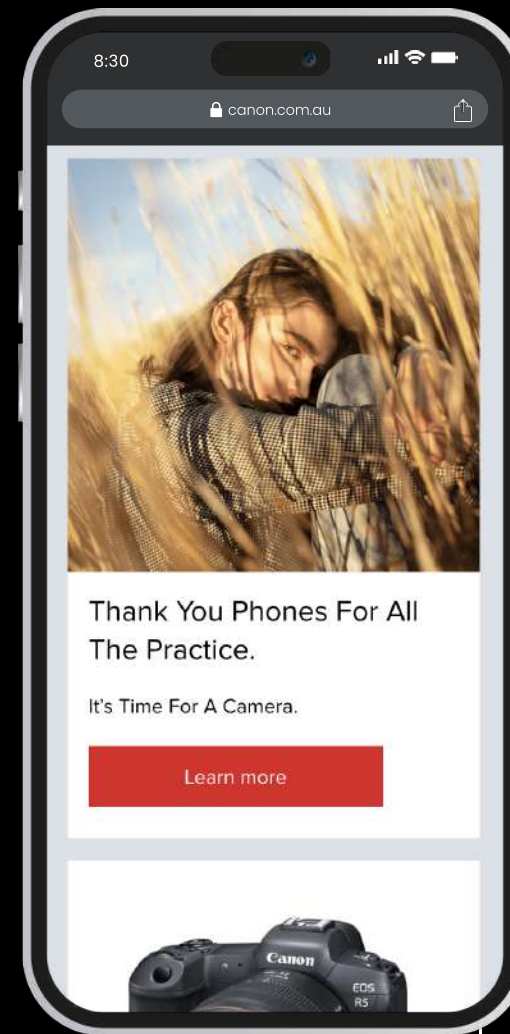 8:30
canon.com.au
Thank You Phones For All
The Practice.
It's Time For A Camera.
Learn more
Canon
EOS
R5